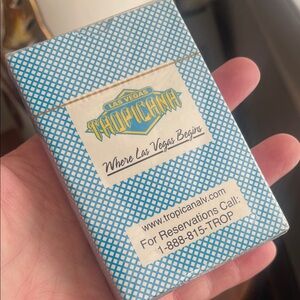 LAS VEGAS
TROPICANA
Where Las Vegas Begins
www.tropicanalv.com
For Reservations Call:
1-888-815-TROP